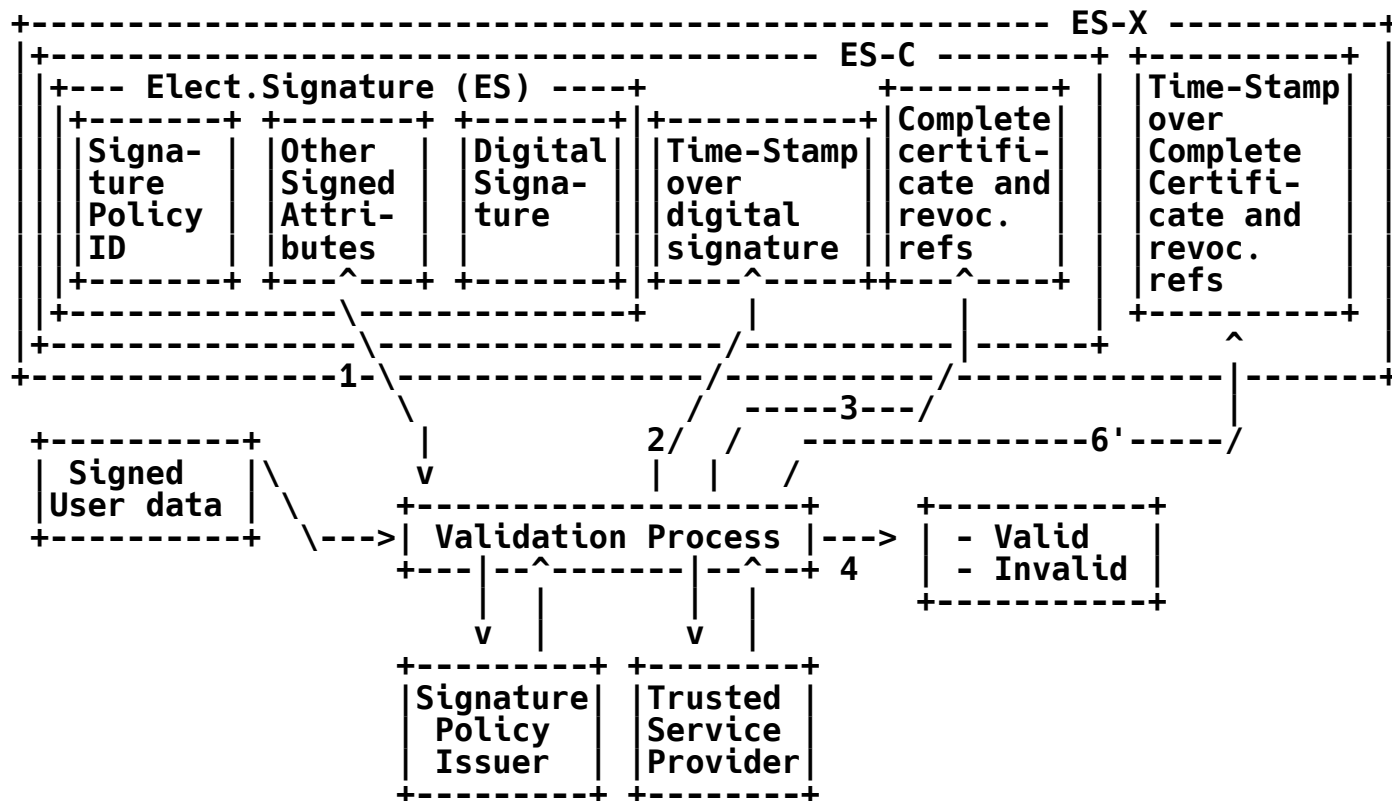 ES-X
ES-C
Elect.Signature (ES)
Signa-
ture
Policy
ID
Other
Signed
Attri-
butes
Digital
Signa-
ture
Time-Stamp
over
digital
signature
Complete
certifi-
cate and
revoc.
refs
Time-Stamp
over
Complete
Certifi-
cate and
revoc.
refs
1
2
3
6'
Signed
User data
Validation Process
4
- Valid
- Invalid
Signature
Policy
Issuer
Trusted
Service
Provider